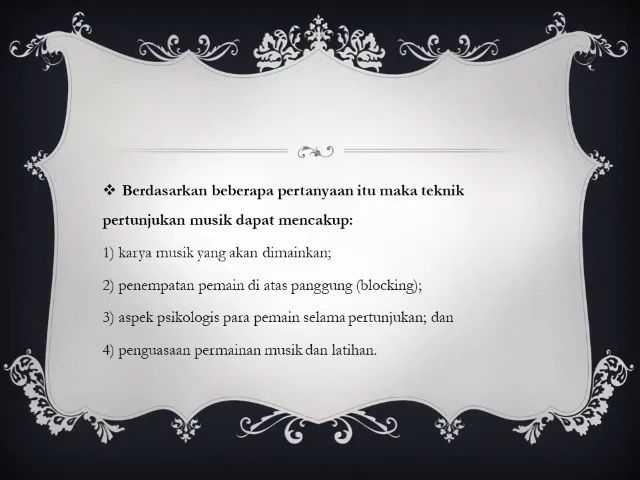 ❖ Berdasarkan beberapa pertanyaan itu maka teknik
pertunjukan musik dapat mencakup:
1) karya musik yang akan dimainkan;
2) penempatan pemain di atas panggung (blocking);
3) aspek psikologis para pemain selama pertunjukan; dan
4) penguasaan permainan musik dan latihan.